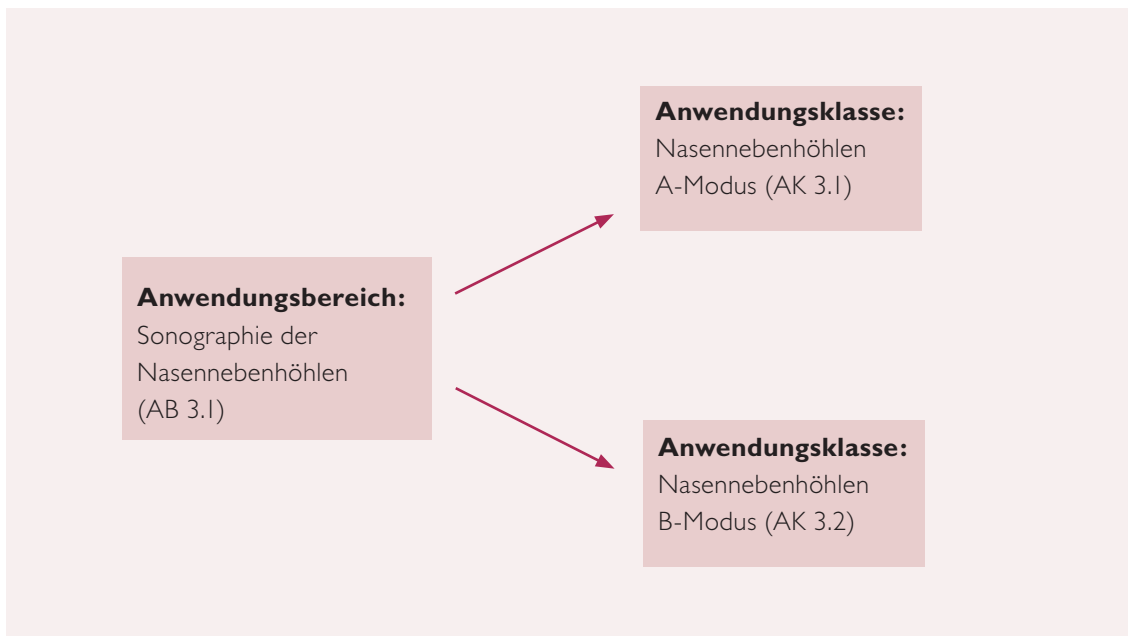 Anwendungsbereich:
Sonographie der
Nasennebenhöhlen
(AB 3.1)
Anwendungsklasse:
Nasennebenhöhlen
A-Modus (AK 3.1)
Anwendungsklasse:
Nasennebenhöhlen
B-Modus (AK 3.2)